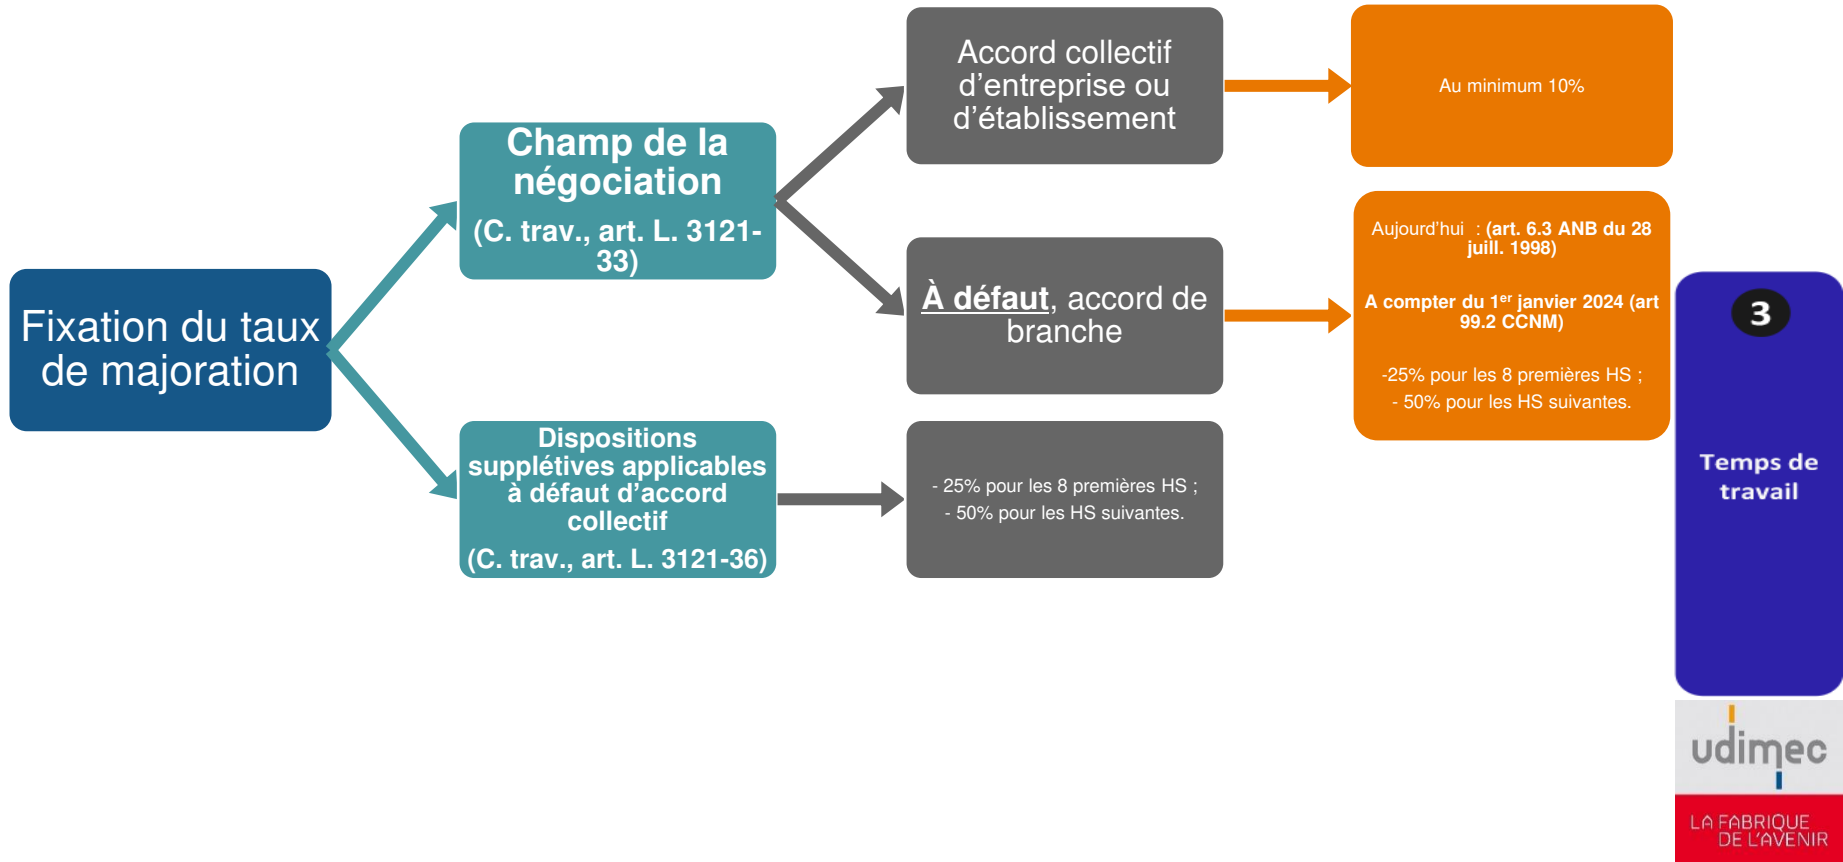 Fixation du taux
de majoration
Champ de la
négociation
(C. trav., art. L. 3121-
33)
Dispositions
supplétives applicables
à défaut d'accord
collectif
(C. trav., art. L. 3121-36)
Accord collectif
d'entreprise ou
d'établissement
À défaut, accord de
branche
- 25% pour les 8 premières HS ;
- 50% pour les HS suivantes.
Au minimum 10%
Aujourd'hui : (art. 6.3 ANB du 28
juill. 1998)
A compter du 1er janvier 2024 (art
99.2 CCNM)
-25% pour les 8 premières HS ;
- 50% pour les HS suivantes.
3
Temps de
travail
udimec
LA FABRIQUE
DE L'AVENIR